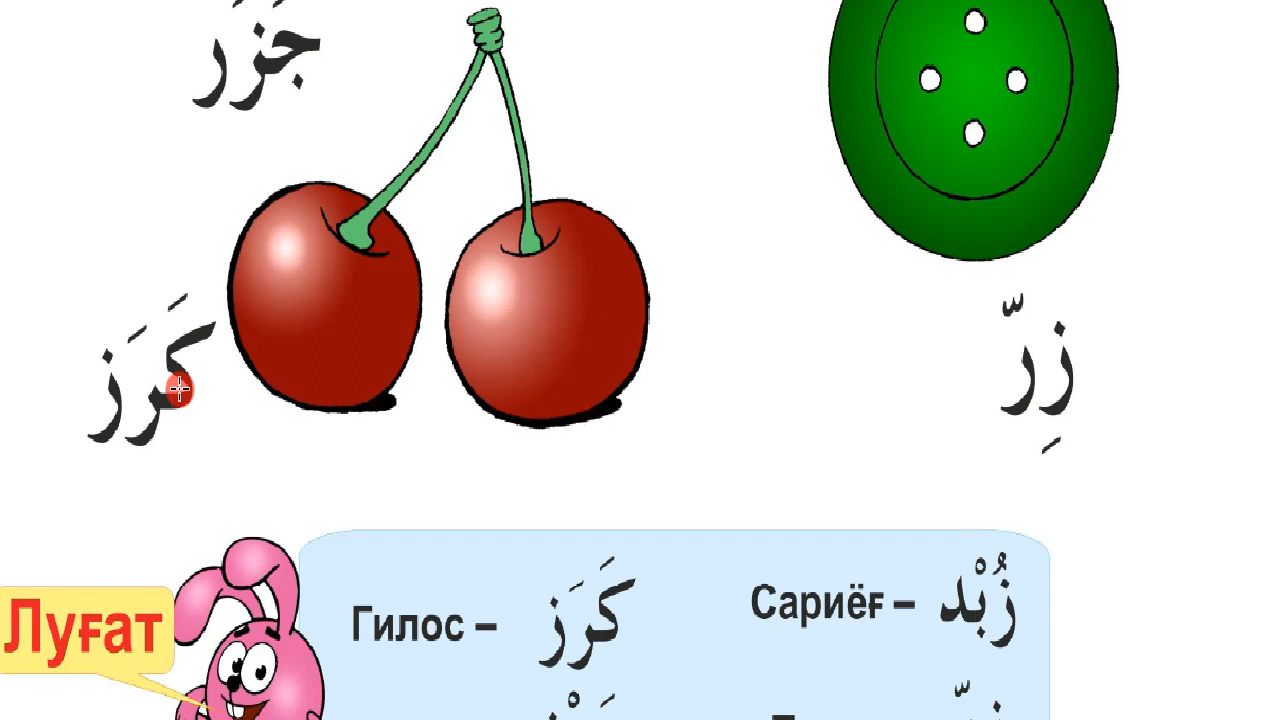 جَزَر
كَرَز
زِرّ
Луғат
Гилос – كَرَز
Сариёғ – زُبْد